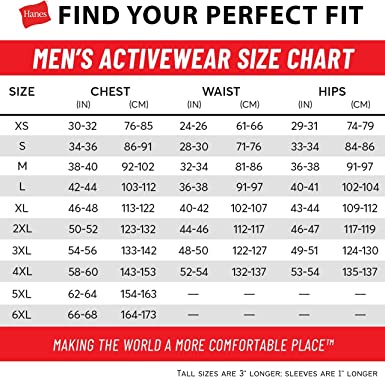 Hanes FIND YOUR PERFECT FIT
MEN'S ACTIVEWEAR SIZE CHART
SIZE CHEST WAIST HIPS
(IN) (CM) (IN) (CM) (IN) (CM)
XS 30-32 76-85 24-26 61-66 29-31 74-79
S 34-36 86-91 28-30 71-76 33-34 84-86
M 38-40 92-102 32-34 81-86 36-38 91-97
L 42-44 103-112 36-38 91-97 40-41 102-104
XL 46-48 113-122 40-42 102-107 43-44 109-112
2XL 50-52 123-132 44-46 112-117 46-47 117-119
3XL 54-56 133-142 48-50 122-127 49-51 124-130
4XL 58-60 143-153 52-54 132-137 53-54 135-137
5XL 62-64 154-163 — — — —
6XL 66-68 164-173 — — — —
MAKING THE WORLD A MORE COMFORTABLE PLACE™
TALL SIZES ARE 3" LONGER; SLEEVES ARE 1" LONGER